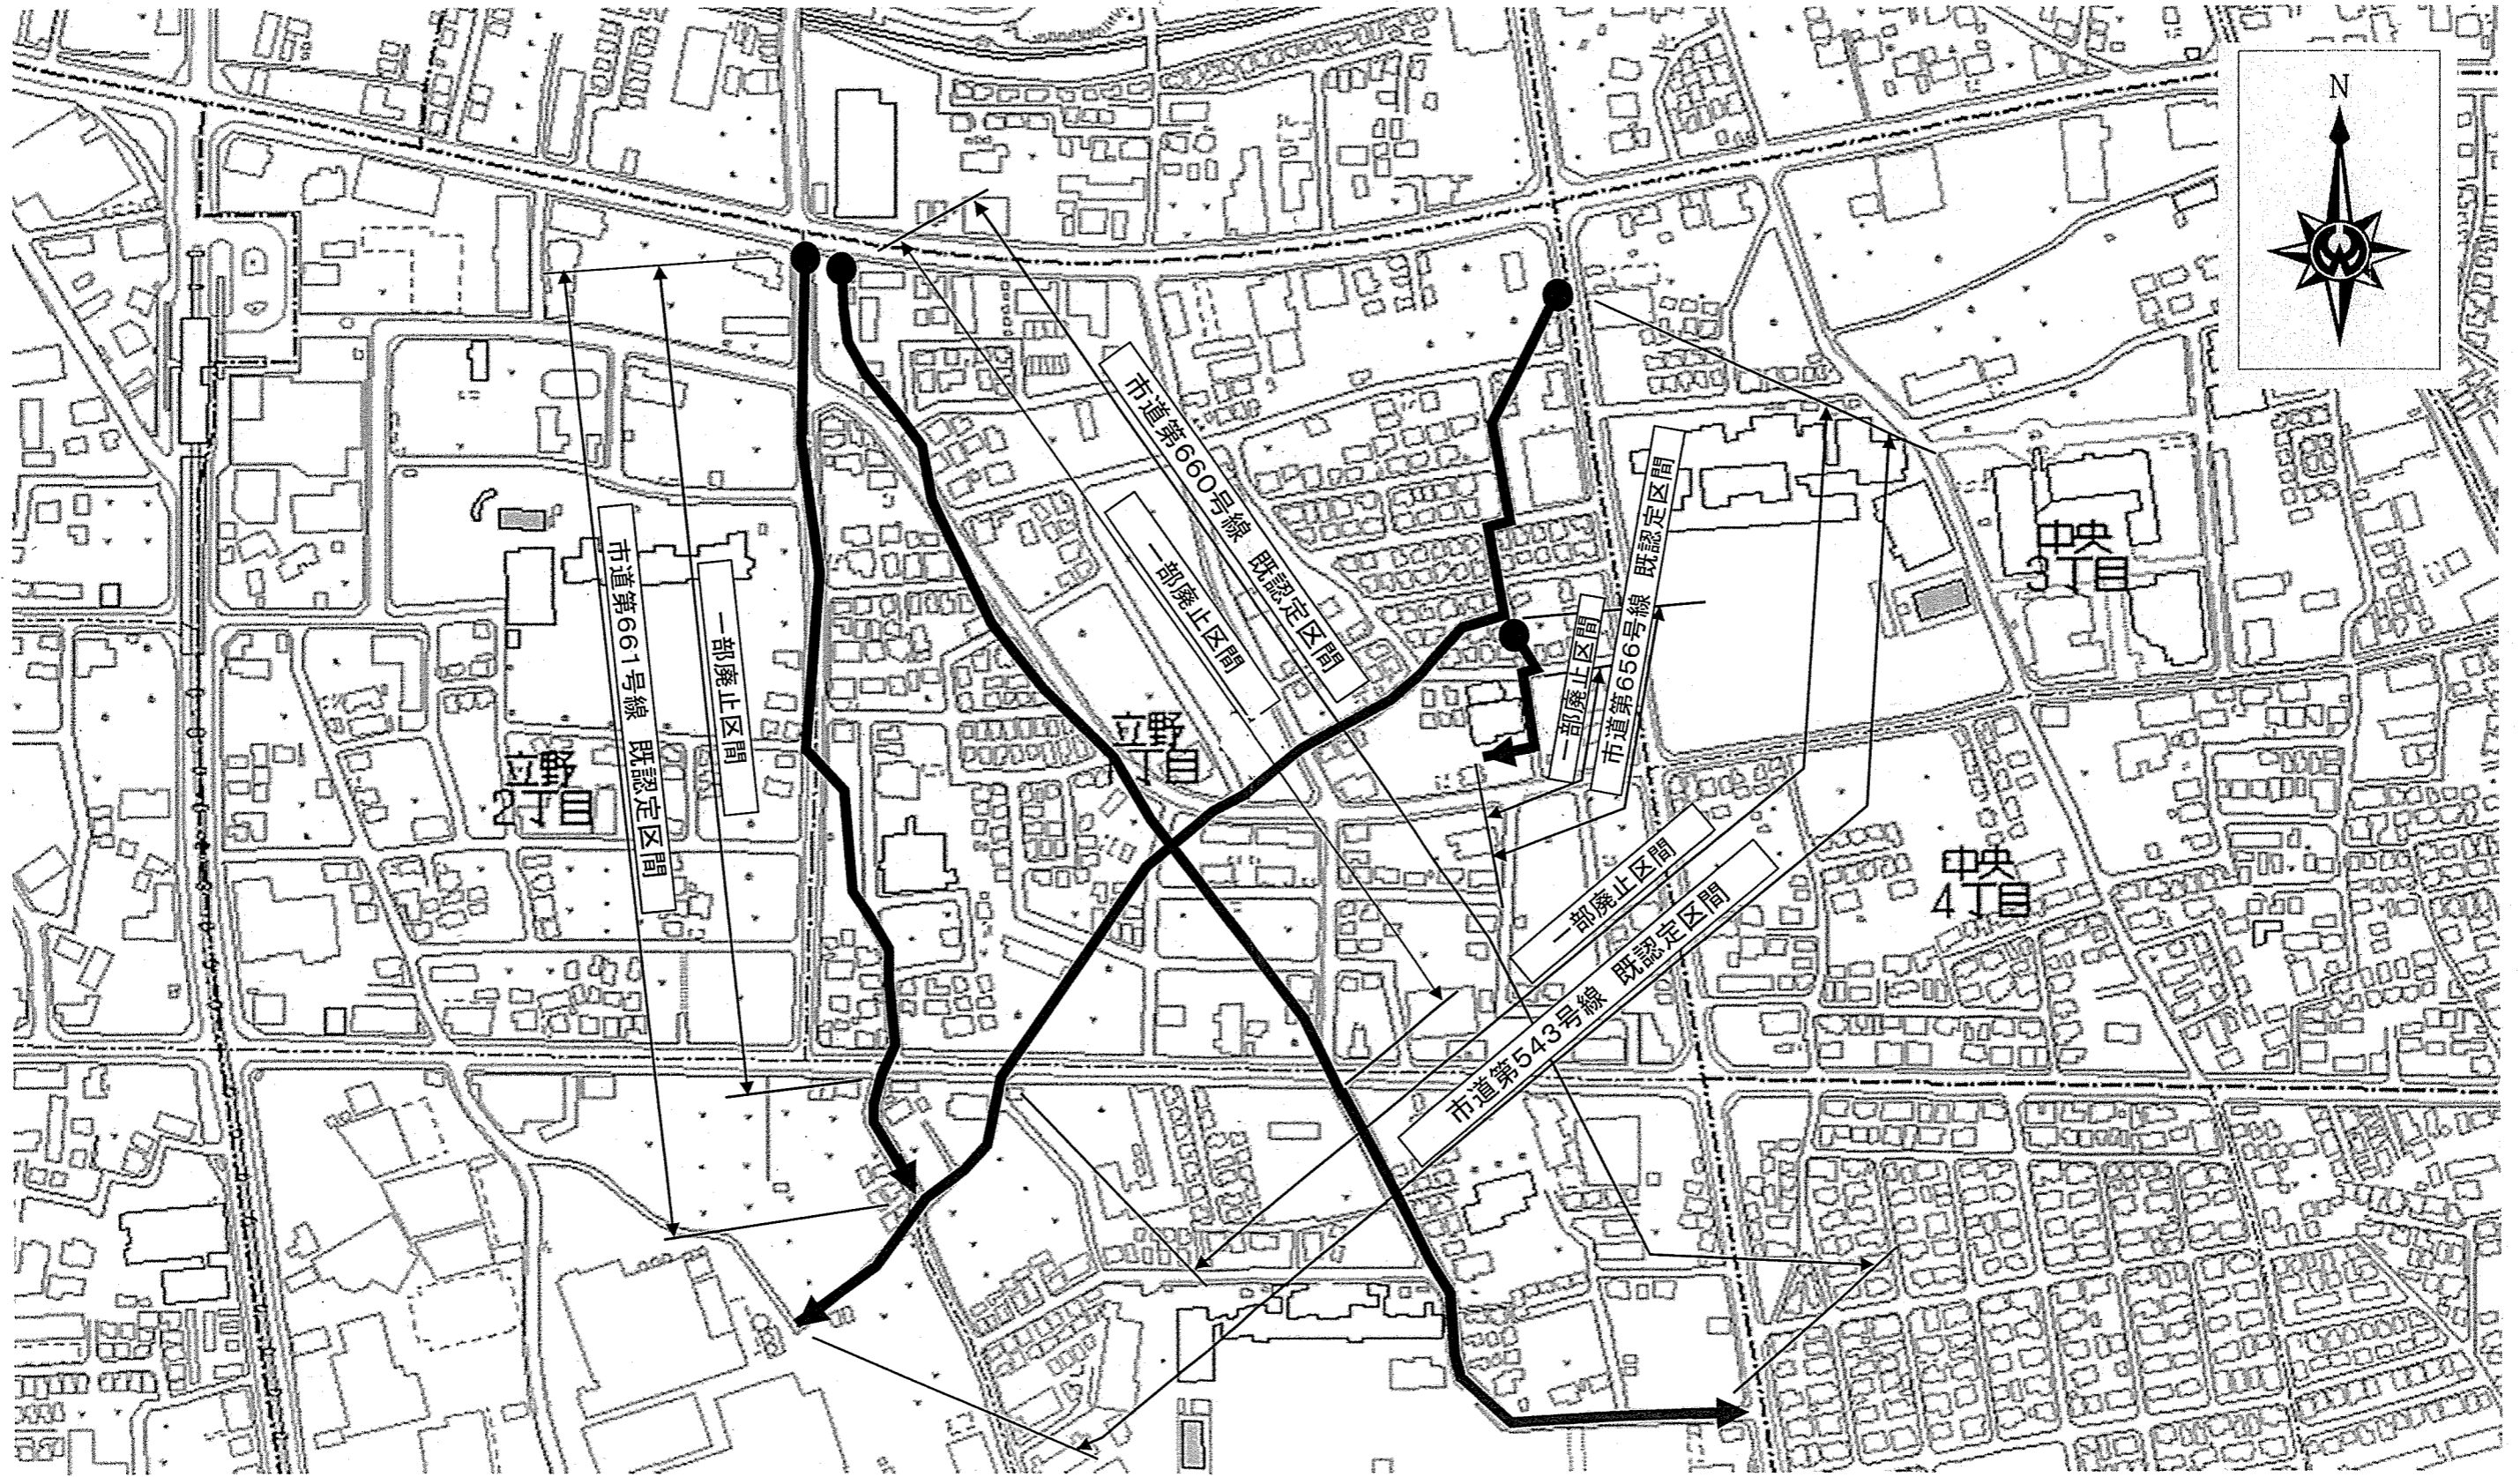 N
市道第660号線 既認定区間
一部廃止区間
市道第661号線 既認定区間
一部廃止区間
市道第656号線 既認定区間
一部廃止区間
中央
3丁目
立野
1丁目
立野
2丁目
中央
4丁目
一部廃止区間
市道第543号線 既認定区間